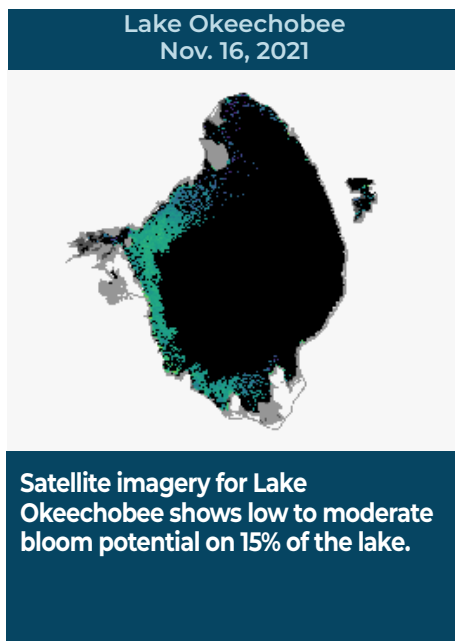 Lake Okeechobee
Nov. 16, 2021
Satellite imagery for Lake
Okeechobee shows low to moderate
bloom potential on 15% of the lake.